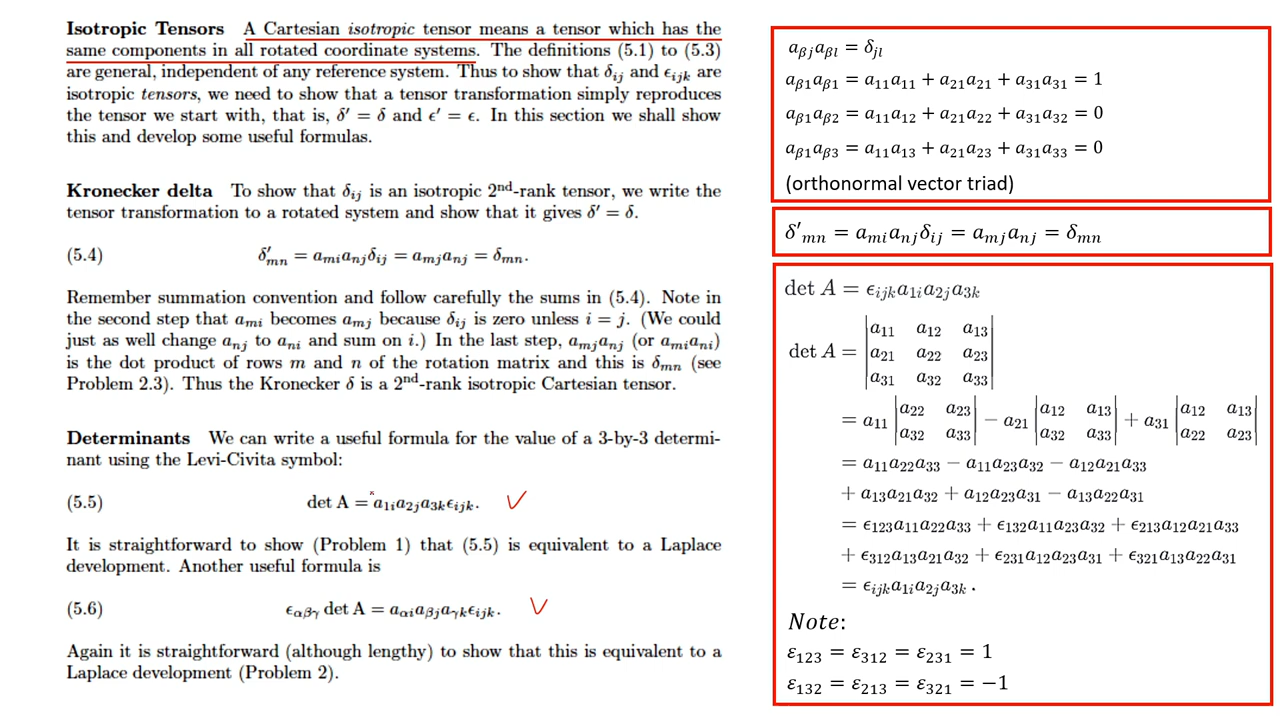 Isotropic Tensors A Cartesian isotropic tensor means a tensor which has the
same components in all rotated coordinate systems. The definitions (5.1) to (5.3)
are general, independent of any reference system. Thus to show that δij and ϵijk are
isotropic tensors, we need to show that a tensor transformation simply reproduces
the tensor we start with, that is, δ′ = δ and ϵ′ = ϵ. In this section we shall show
this and develop some useful formulas.
Kronecker delta To show that δij is an isotropic 2nd-rank tensor, we write the
tensor transformation to a rotated system and show that it gives δ′ = δ.
(5.4) δ′mn = amianjδij = amjanj = δmn.
Remember summation convention and follow carefully the sums in (5.4). Note in
the second step that ami becomes amj because δij is zero unless i = j. (We could
just as well change anj to ani and sum on i.) In the last step, amjanj (or amiani)
is the dot product of rows m and n of the rotation matrix and this is δmn (see
Problem 2.3). Thus the Kronecker δ is a 2nd-rank isotropic Cartesian tensor.
Determinants We can write a useful formula for the value of a 3-by-3 determi-
nant using the Levi-Civita symbol:
(5.5) det A = a1ia2ja3kϵijk.
It is straightforward to show (Problem 1) that (5.5) is equivalent to a Laplace
development. Another useful formula is
(5.6) ϵαβγ det A = aαiaβjaγkϵijk.
Again it is straightforward (although lengthy) to show that this is equivalent to a
Laplace development (Problem 2).
aβjaβl = δjl
aβ1aβ1 = a11a11 + a21a21 + a31a31 = 1
aβ1aβ2 = a11a12 + a21a22 + a31a32 = 0
aβ1aβ3 = a11a13 + a21a23 + a31a33 = 0
(orthonormal vector triad)
δ′mn = amianjδij = amjanj = δmn
det A = ϵijka1ia2ja3k
a11 a12 a13
det A = a21 a22 a23
a31 a32 a33
a22 a23 a12 a13 a12 a13
= a11 − a21 + a31
a32 a33 a32 a33 a22 a23
= a11a22a33 − a11a23a32 − a12a21a33
+ a13a21a32 + a12a23a31 − a13a22a31
= ϵ123a11a22a33 + ϵ132a11a23a32 + ϵ213a12a21a33
+ ϵ312a13a21a32 + ϵ231a12a23a31 + ϵ321a13a22a31
= ϵijka1ia2ja3k .
Note:
ε123 = ε312 = ε231 = 1
ε132 = ε213 = ε321 = −1